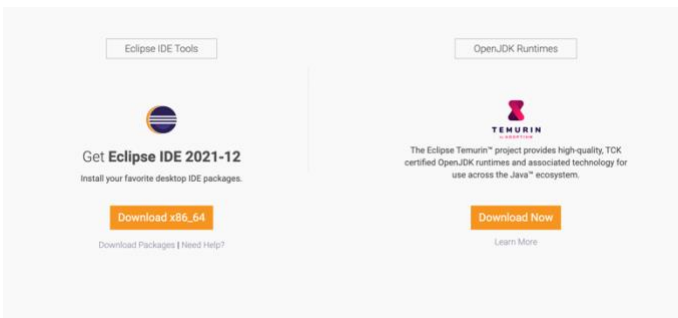 Eclipse IDE Tools
Get Eclipse IDE 2021-12
Install your favorite desktop IDE packages.
Download x86_64
Download Packages | Need Help?
OpenJDK Runtimes
TEMURIN
by ADOPTIUM
The Eclipse Temurin™ project provides high-quality, TCK
certified OpenJDK runtimes and associated technology for
use across the Java™ ecosystem.
Download Now
Learn More